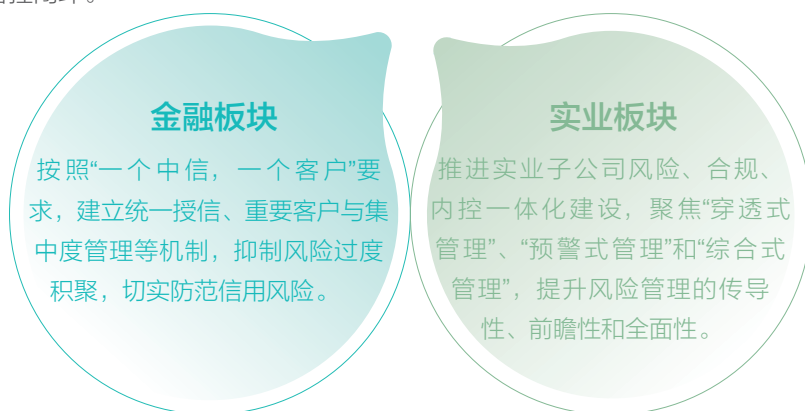 金融板块
按照“一个中信，一个客户”要
求，建立统一授信、重要客户与集
中度管理等机制，抑制风险过度
积聚，切实防范信用风险。
实业板块
推进实业子公司风险、合规、
内控一体化建设，聚焦“穿透式
管理”、“预警式管理”和“综合式
管理”，提升风险管理的传导
性、前瞻性和全面性。